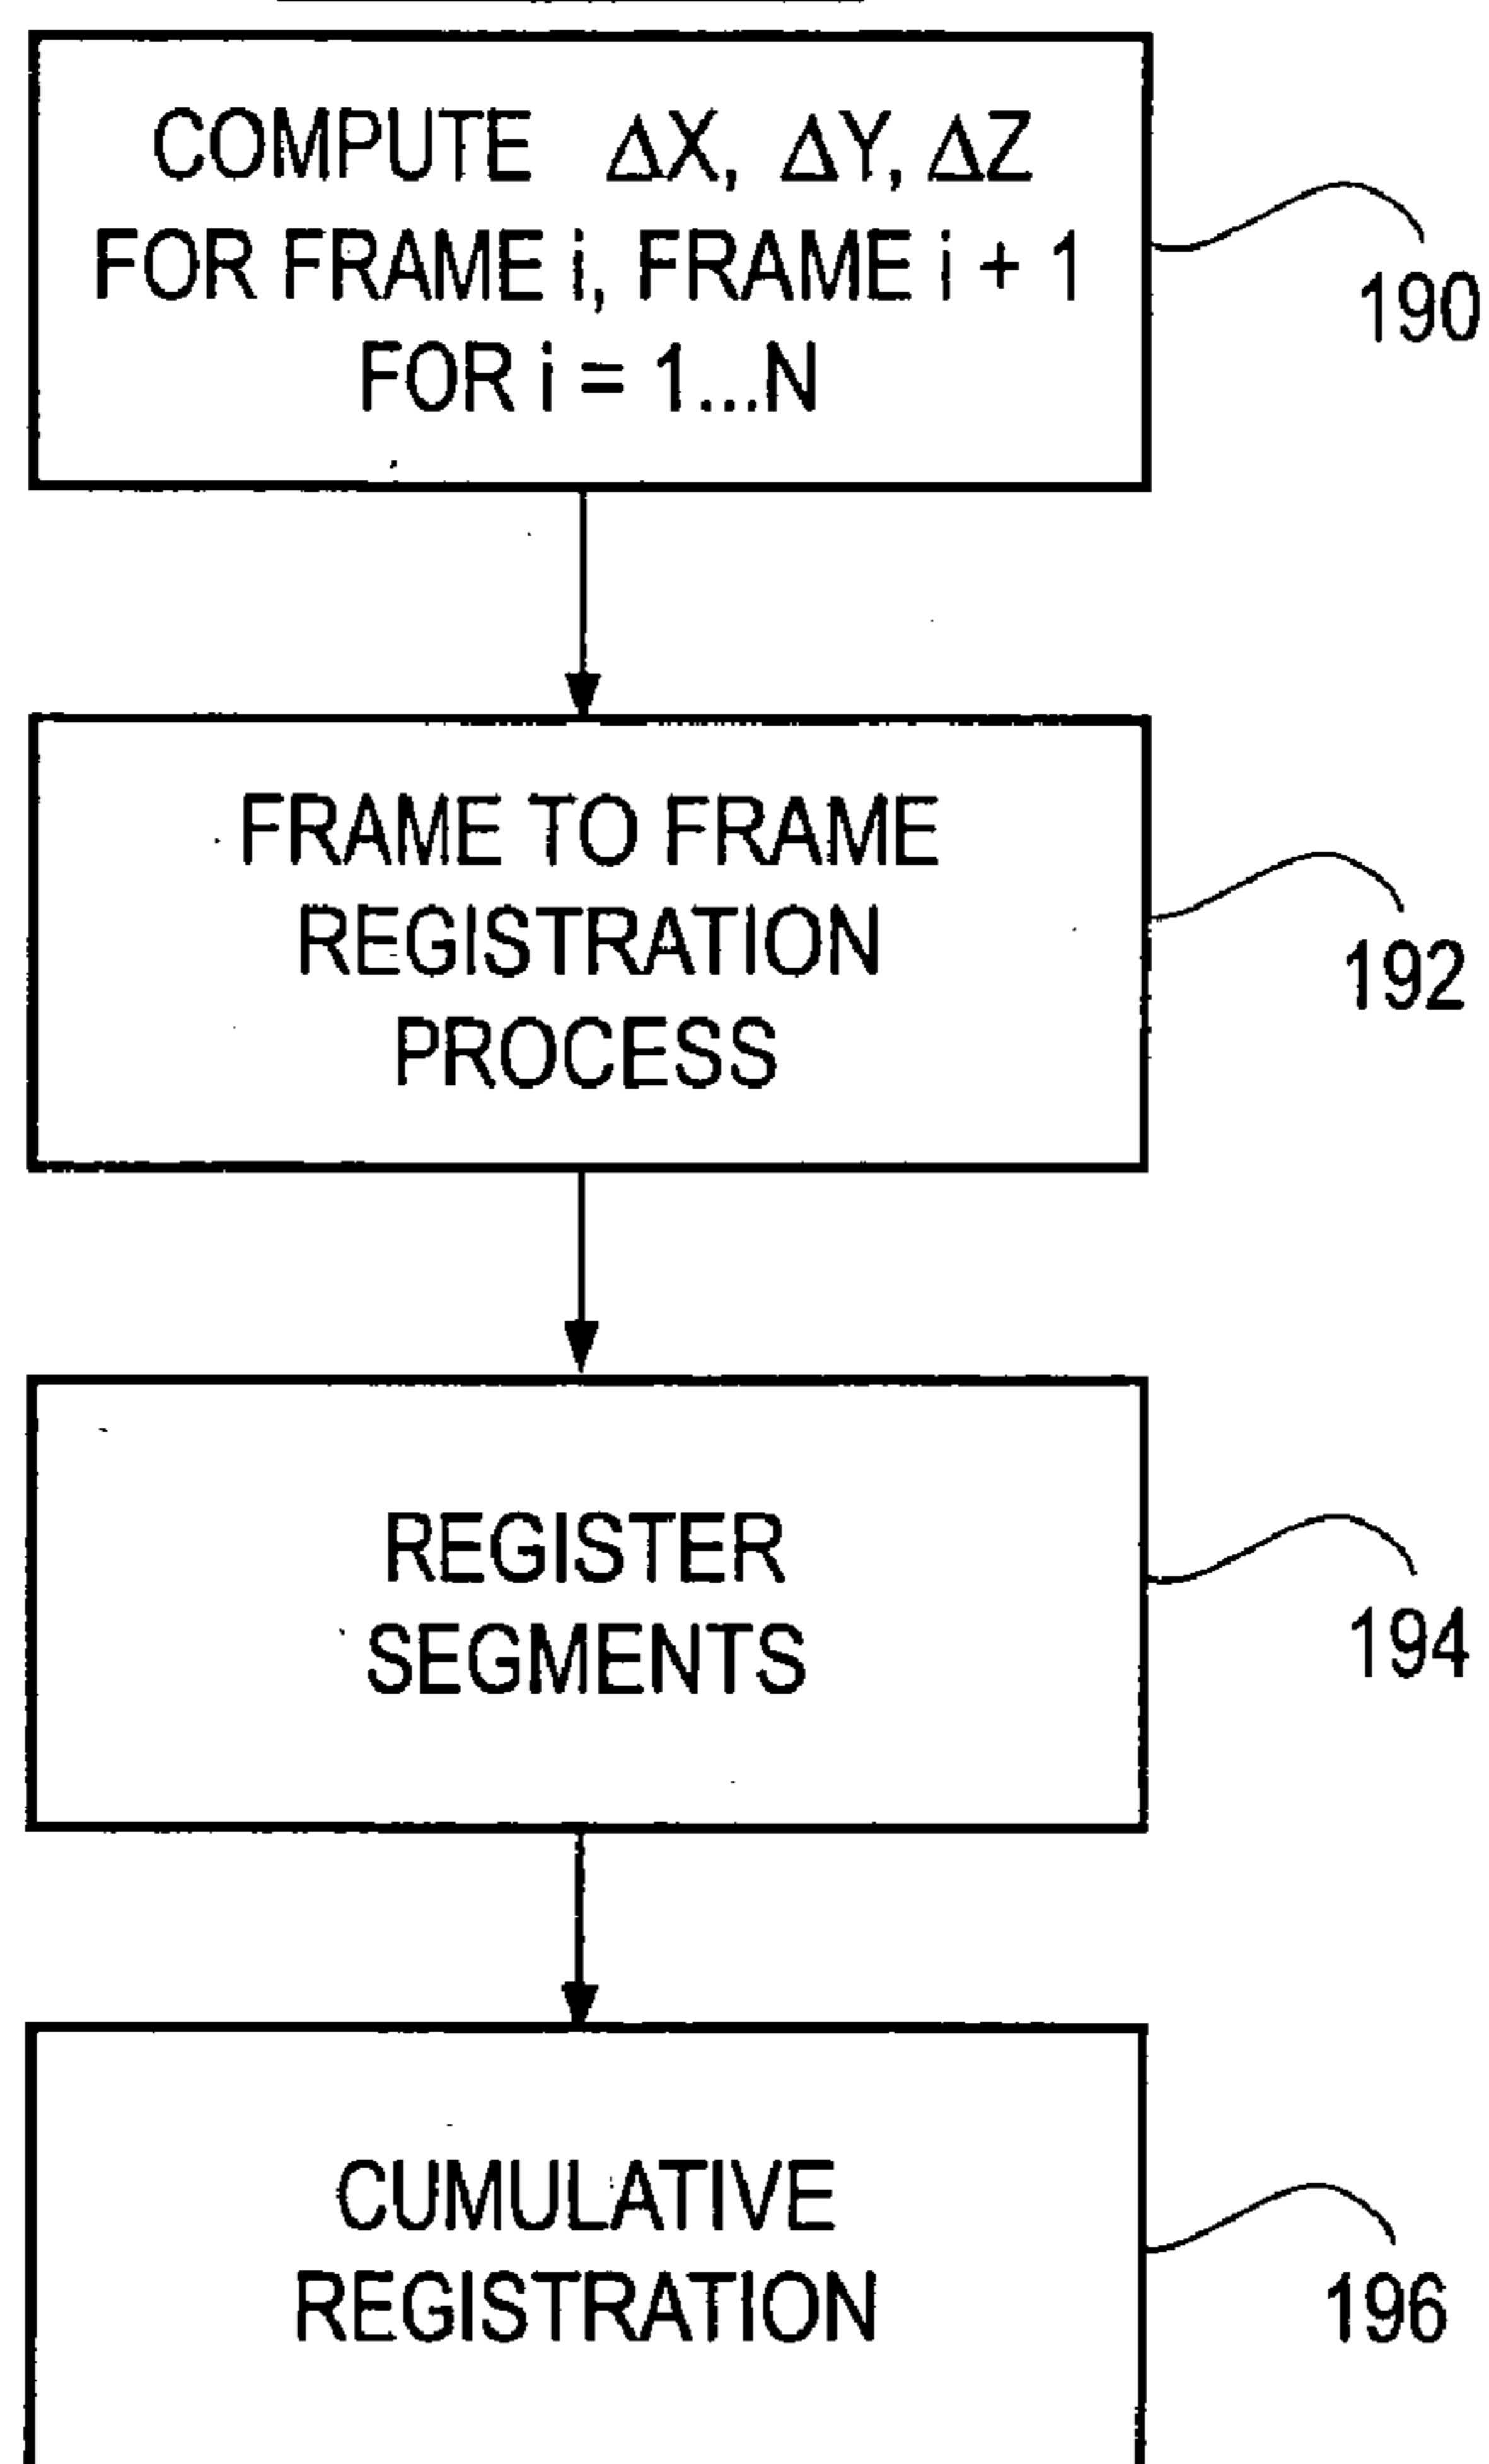 COMPUTE ΔX, ΔY, ΔZ
FOR FRAME i, FRAME i + 1
FOR i = 1...N
190
FRAME TO FRAME
REGISTRATION
PROCESS
192
REGISTER
SEGMENTS
194
CUMULATIVE
REGISTRATION
196